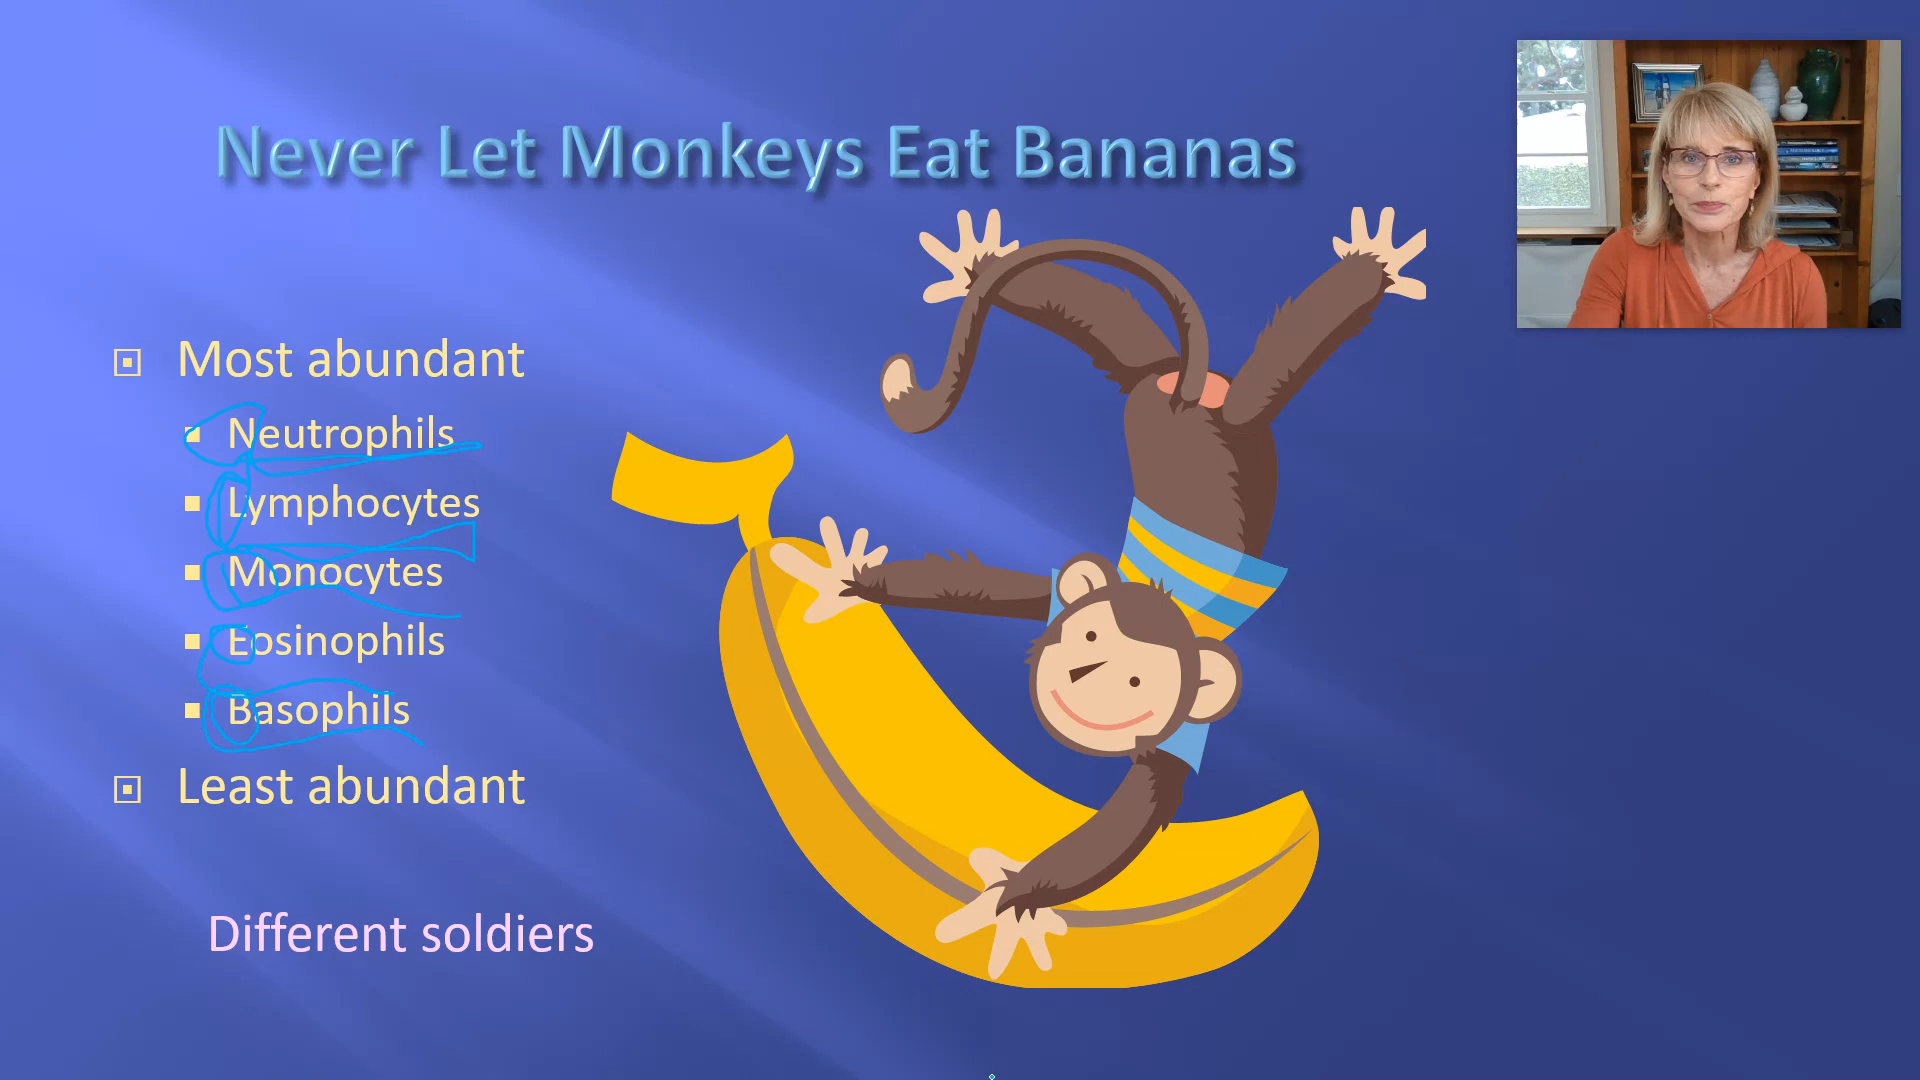 Never Let Monkeys Eat Bananas
Most abundant
Neutrophils
Lymphocytes
Monocytes
Eosinophils
Basophils
Least abundant
Different soldiers